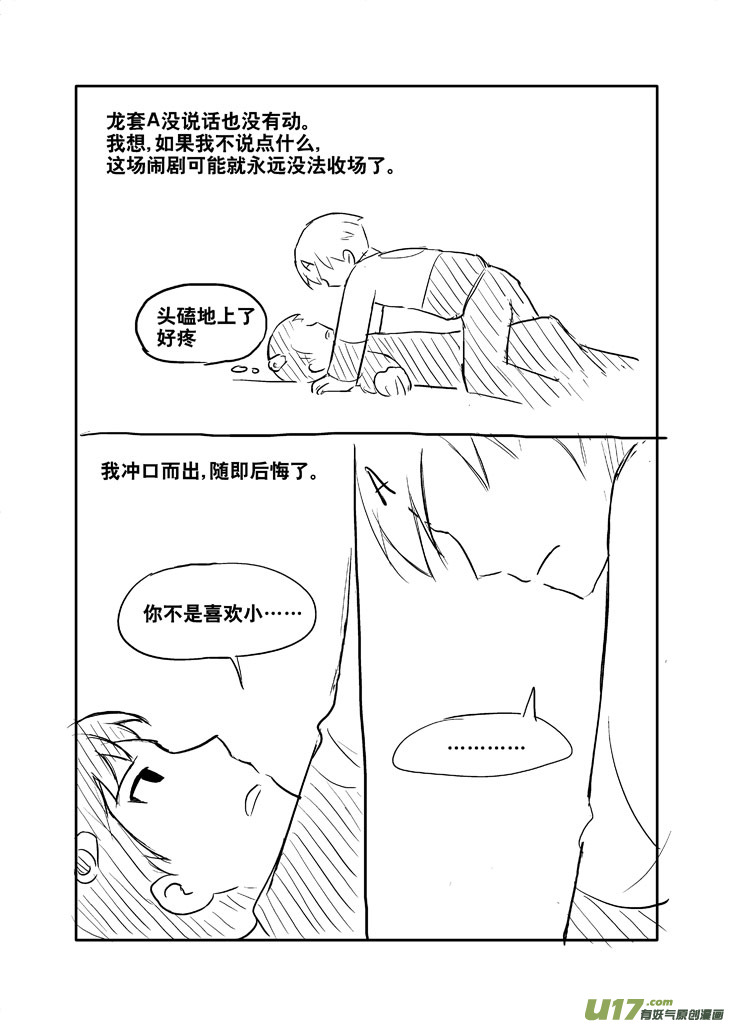 龙套A没说话也没有动。
我想,如果我不说点什么,
这场闹剧可能就永远没法收场了。
头磕地上了
好疼
我冲口而出,随即后悔了。
你不是喜欢小……
A
…………
U17.com
有妖气原创漫画